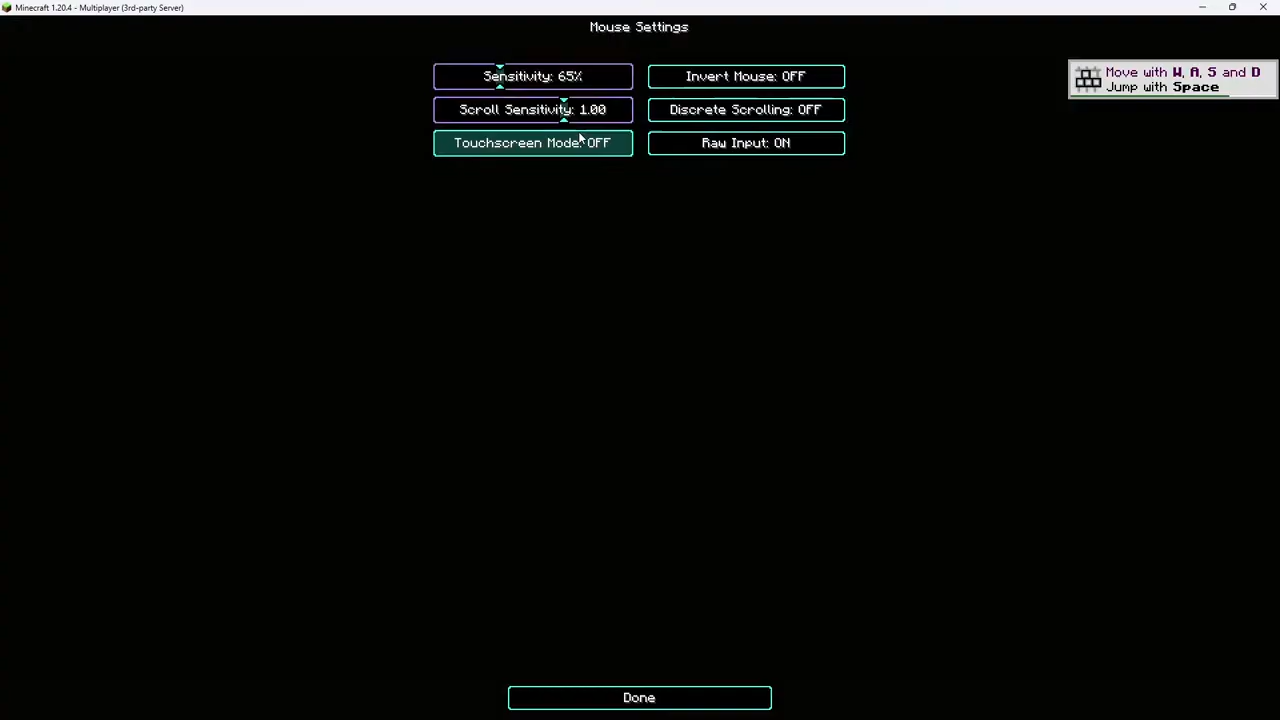 Minecraft 1.20.4 - Multiplayer (3rd-party Server)
Mouse Settings
Sensitivity: 65%
Invert Mouse: OFF
Move with W, A, S and D
Jump with Space
Scroll Sensitivity: 1.00
Discrete Scrolling: OFF
Touchscreen Mode: OFF
Raw Input: ON
Done